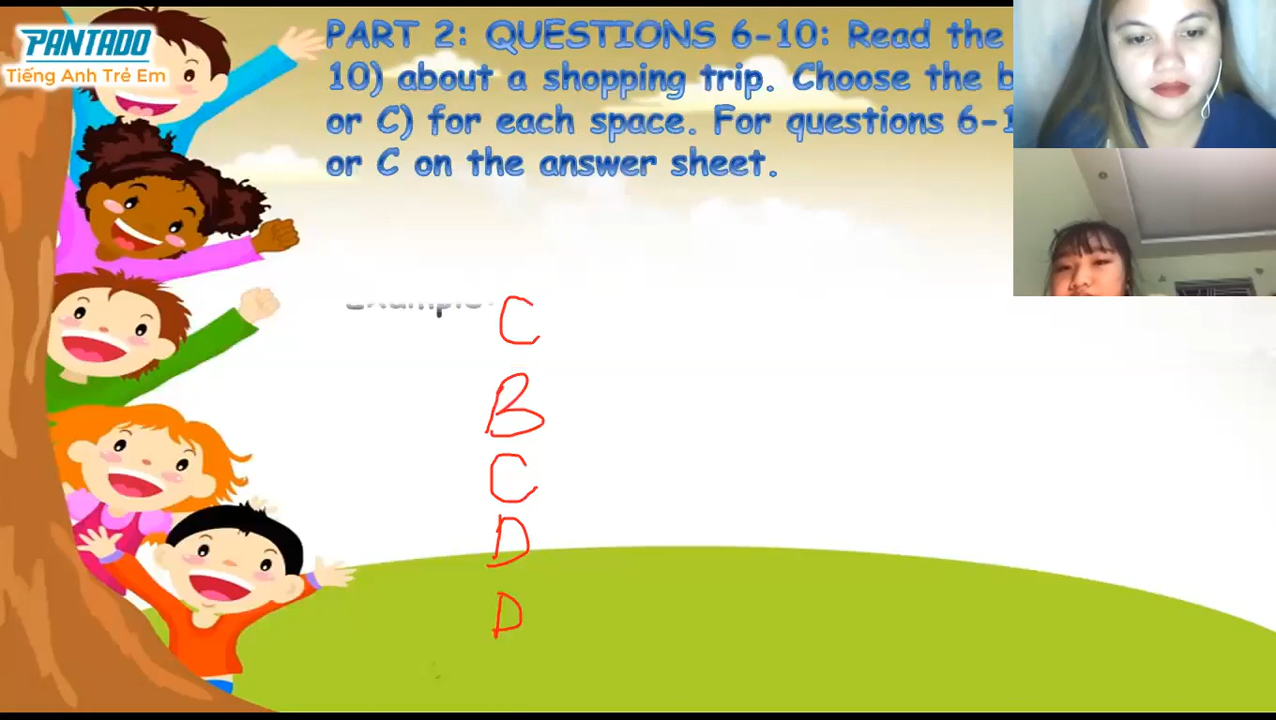 PANTADO
Tiếng Anh Trẻ Em
PART 2: QUESTIONS 6-10: Read the
10) about a shopping trip. Choose the b
or C) for each space. For questions 6-1
or C on the answer sheet.
C
B
C
D
D